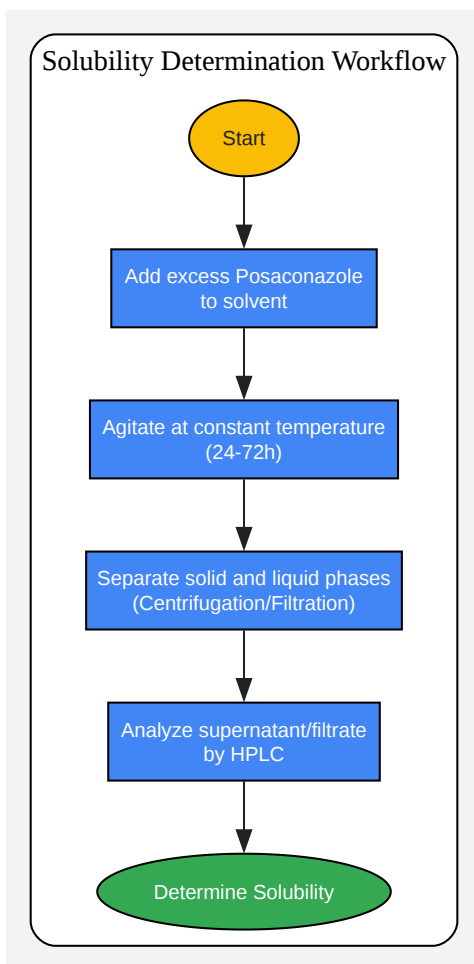 Solubility Determination Workflow
Start
Add excess Posaconazole
to solvent
Agitate at constant temperature
(24-72h)
Separate solid and liquid phases
(Centrifugation/Filtration)
Analyze supernatant/filtrate
by HPLC
Determine Solubility